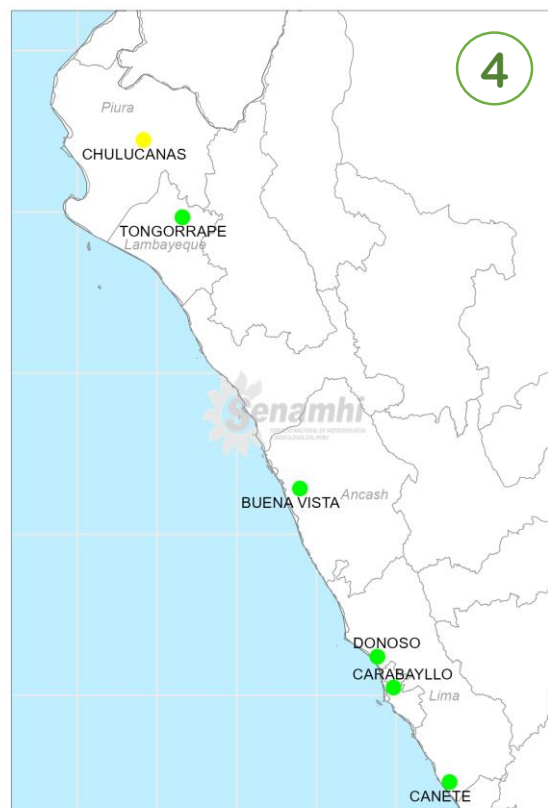 4
Piura
CHULUCANAS
TONGORRAPE
Lambayeque
Senamhi
BUENA VISTA
Ancash
DONOSO
CARABAYLLO
Lima
CANETE